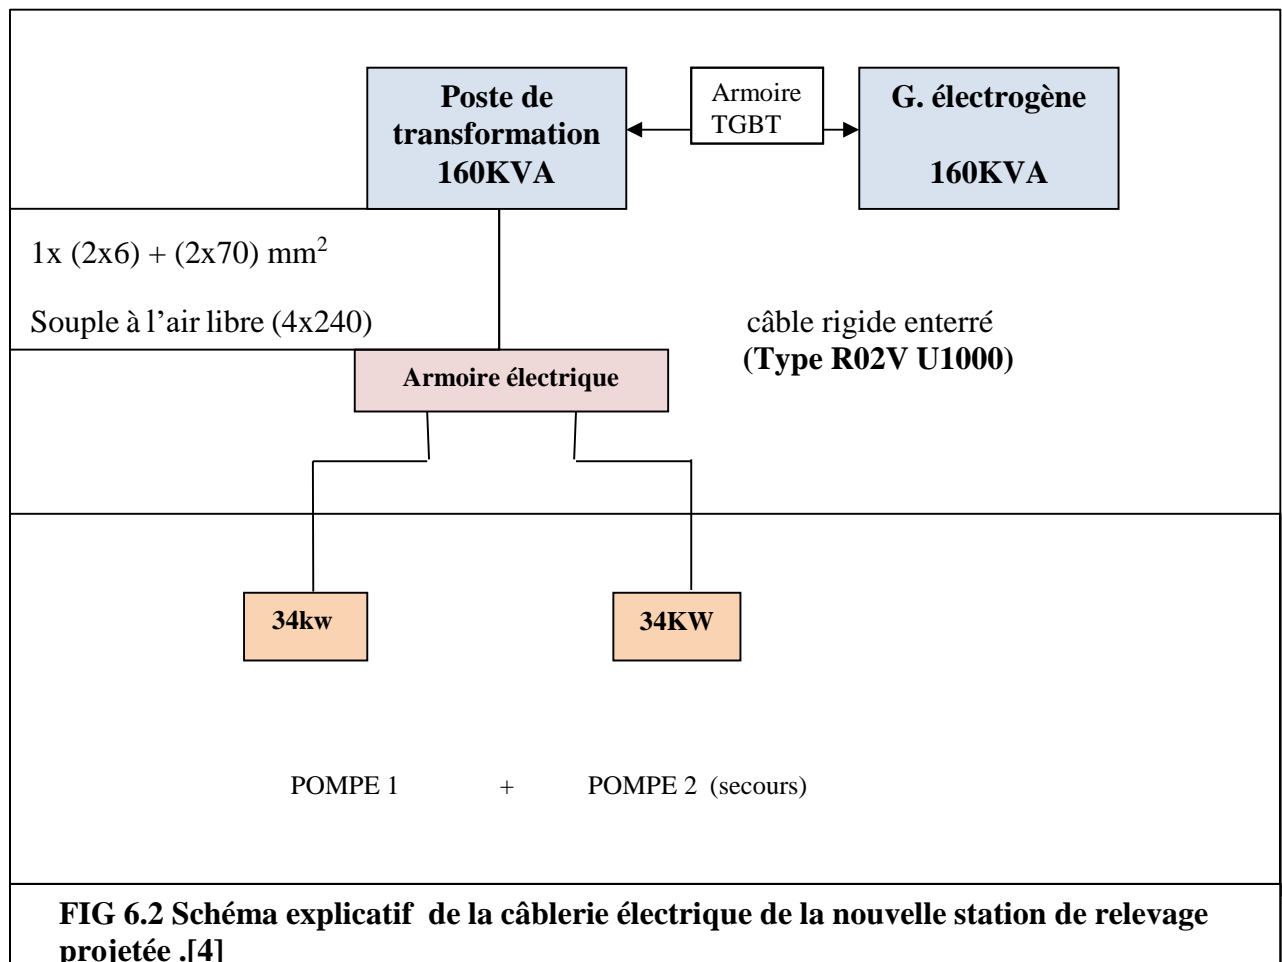 Poste de
transformation
160KVA
Armoire
TGBT
G. électrogène
160KVA
1x (2x6) + (2x70) mm²
Souple à l’air libre (4x240)
câble rigide enterré
(Type R02V U1000)
Armoire électrique
34kw
34KW
POMPE 1 + POMPE 2 (secours)
FIG 6.2 Schéma explicatif de la câblerie électrique de la nouvelle station de relevage
projetée .[4]